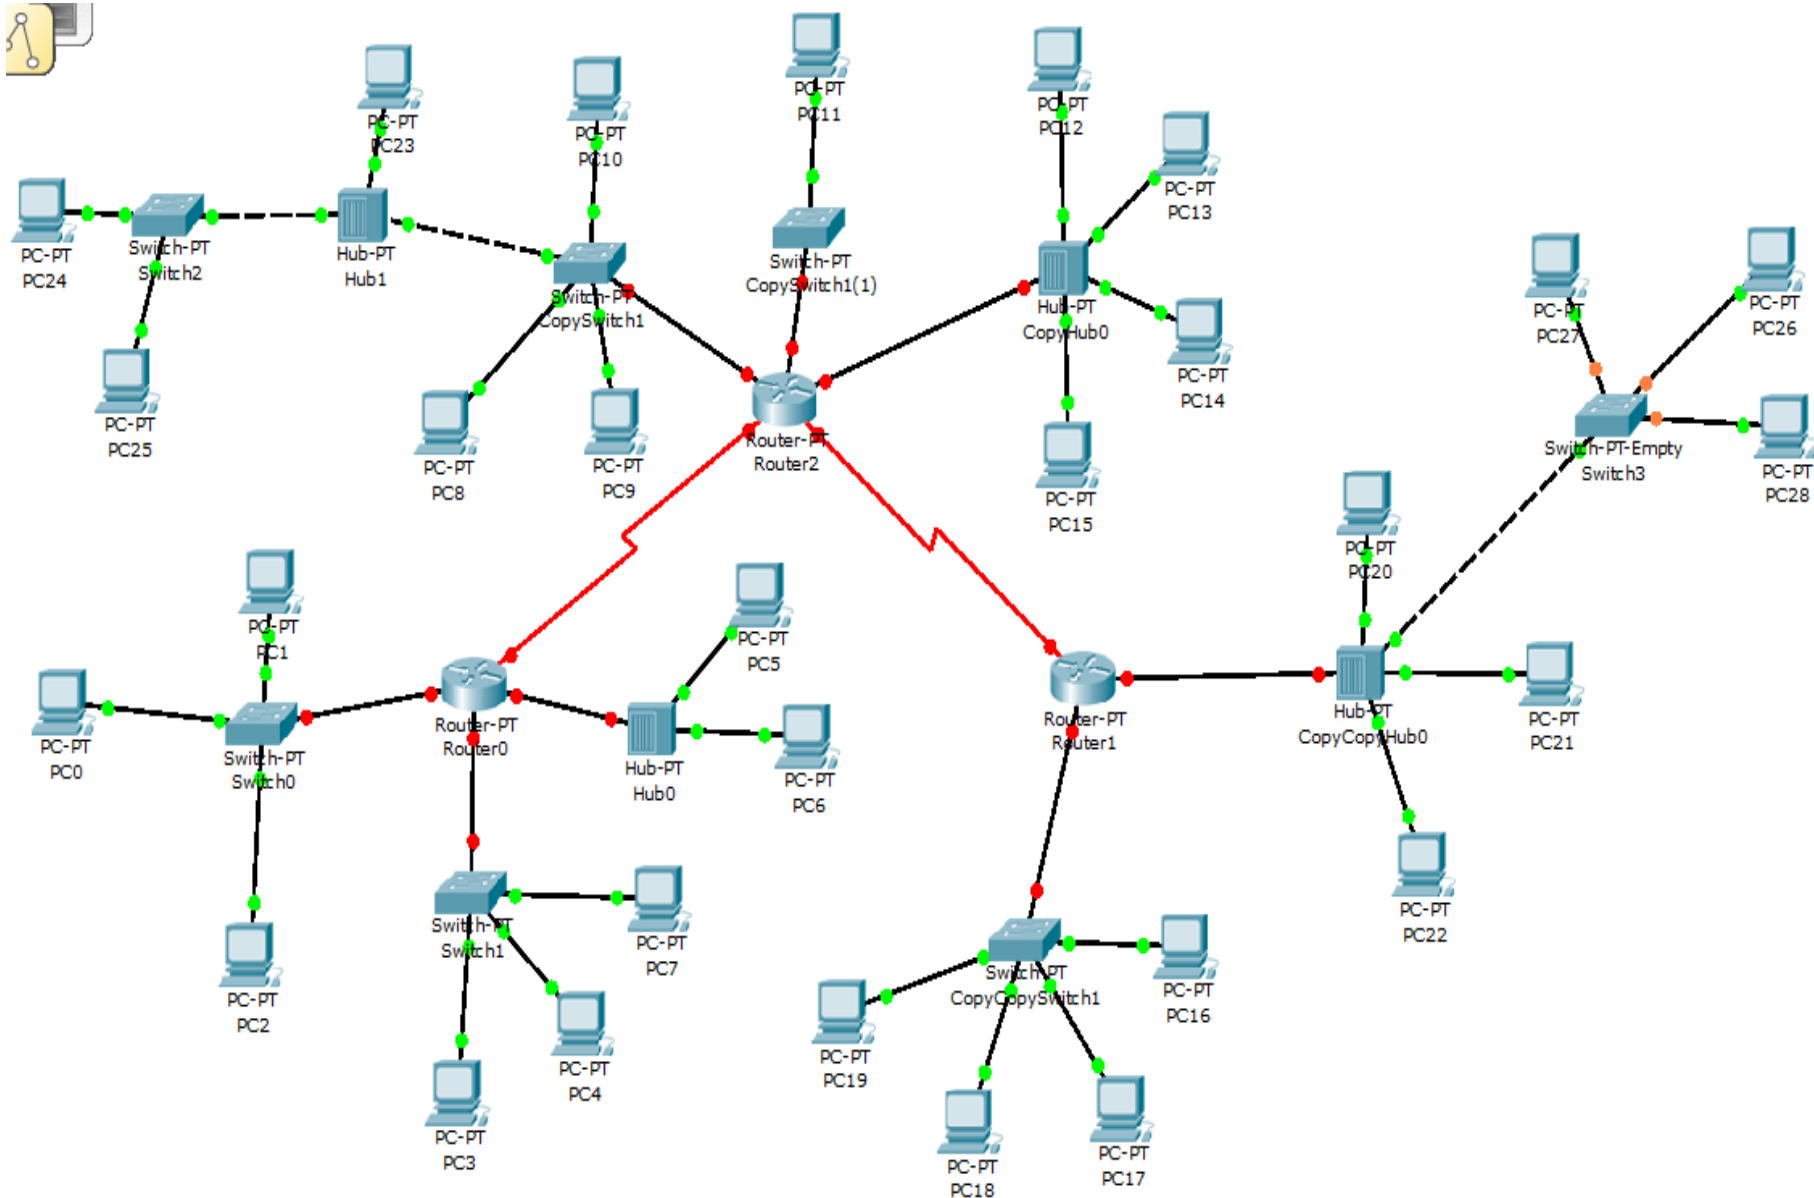 PC-PT
PC23
PC-PT
PC10
PC-PT
PC11
PC-PT
PC12
PC-PT
PC13
PC-PT
PC24
Switch-PT
Switch2
Hub-PT
Hub1
Switch-PT
CopySwitch1
Switch-PT
CopySwitch1(1)
Hub-PT
CopyHub0
PC-PT
PC14
PC-PT
PC27
PC-PT
PC26
PC-PT
PC25
PC-PT
PC8
PC-PT
PC9
Router-PT
Router2
PC-PT
PC15
Switch-PT-Empty
Switch3
PC-PT
PC28
PC-PT
PC20
PC-PT
PC1
PC-PT
PC5
PC-PT
PC0
Switch-PT
Switch0
Router-PT
Router0
Hub-PT
Hub0
PC-PT
PC6
Router-PT
Router1
Hub-PT
CopyCopyHub0
PC-PT
PC21
PC-PT
PC2
Switch-PT
Switch1
PC-PT
PC7
PC-PT
PC22
PC-PT
PC3
PC-PT
PC4
Switch-PT
CopyCopySwitch1
PC-PT
PC16
PC-PT
PC19
PC-PT
PC18
PC-PT
PC17